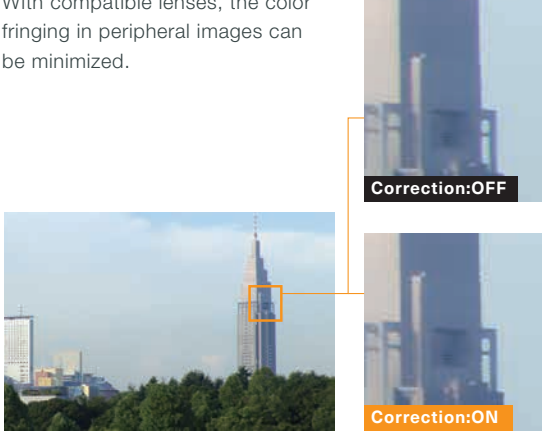 With compatible lenses, the color
fringing in peripheral images can
be minimized.
Correction:OFF
Correction:ON